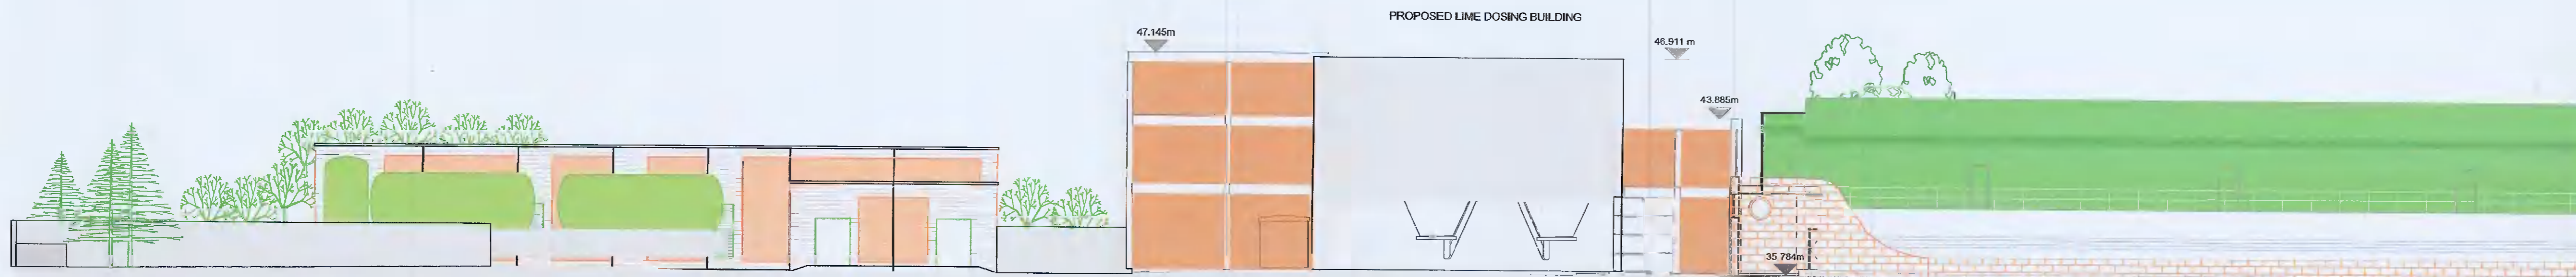 PROPOSED LIME DOSING BUILDING
47.145m
46.911 m
43.885m
35 784m